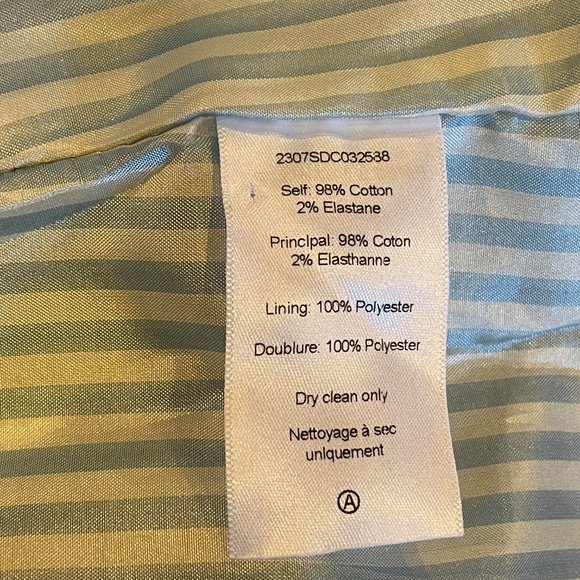 2307SDC032588
Self: 98% Cotton
2% Elastane
Principal: 98% Coton
2% Elasthanne
Lining: 100% Polyester
Doublure: 100% Polyester
Dry clean only
Nettoyage à sec
uniquement
A